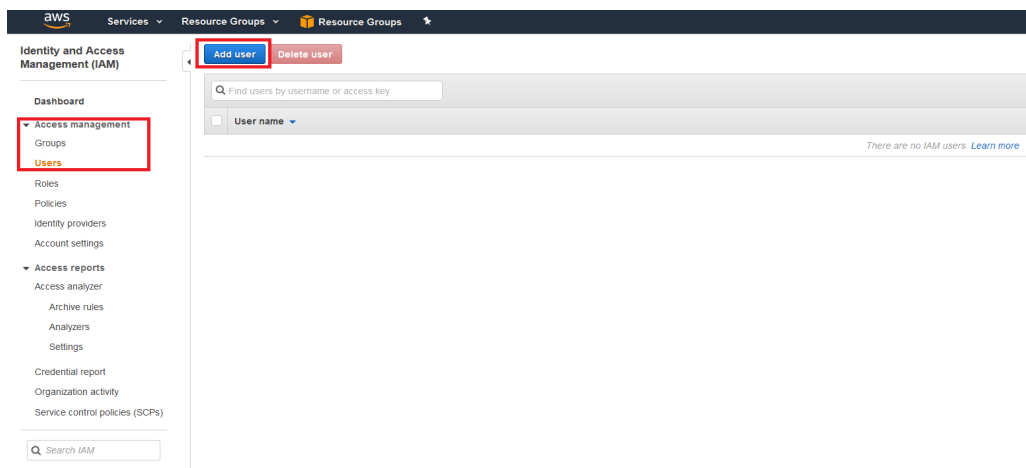 aws Services Resource Groups Resource Groups
Identity and Access
Management (IAM)
Dashboard
Access management
Groups
Users
Roles
Policies
Identity providers
Account settings
Access reports
Access analyzer
Archive rules
Analyzers
Settings
Credential report
Organization activity
Service control policies (SCPs)
Search IAM
Add user Delete user
Find users by username or access key
User name
There are no IAM users. Learn more